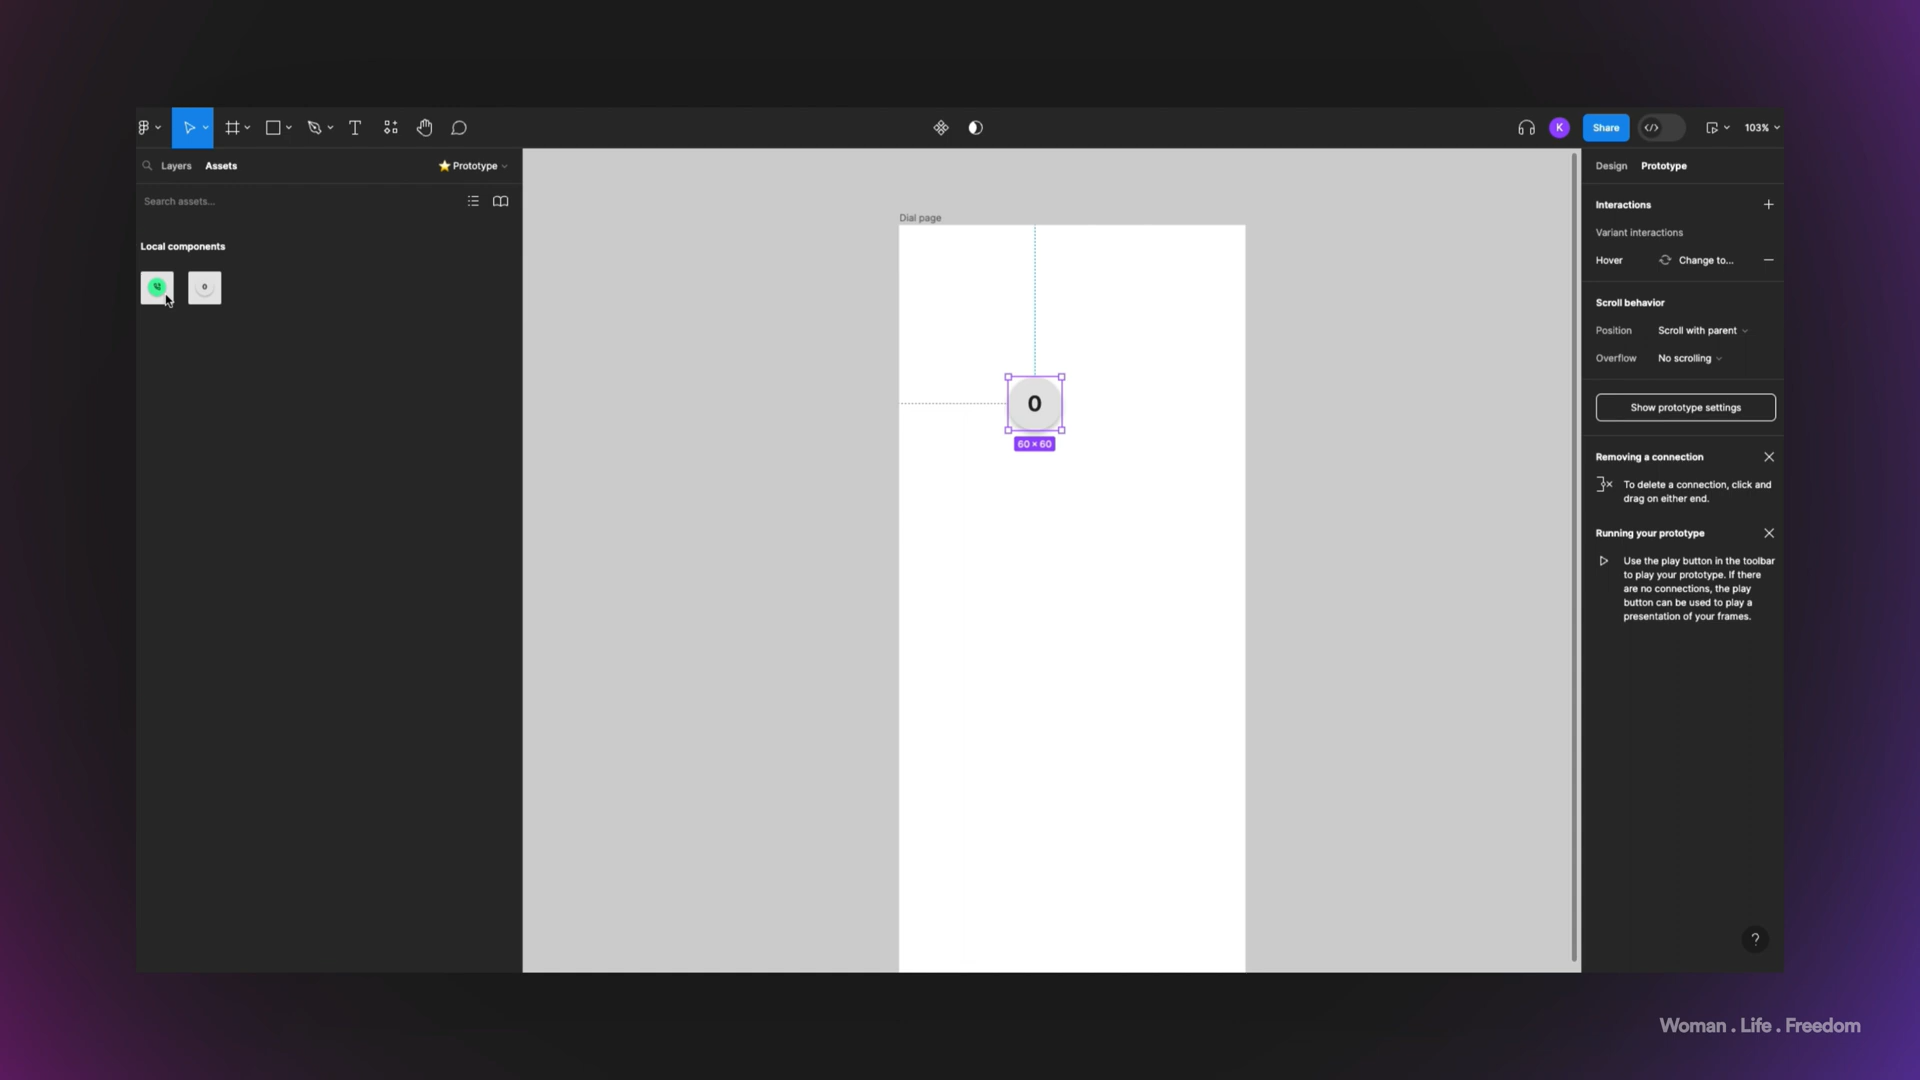 K
Share
103%
Layers
Assets
⭐ Prototype
Design
Prototype
Search assets...
Local components
0
Dial page
0
60 × 60
Interactions
Variant interactions
Hover
Change to...
Scroll behavior
Position
Scroll with parent
Overflow
No scrolling
Show prototype settings
Removing a connection
To delete a connection, click and
drag on either end.
Running your prototype
Use the play button in the toolbar
to play your prototype. If there
are no connections, the play
button can be used to play a
presentation of your frames.
?
Woman . Life . Freedom